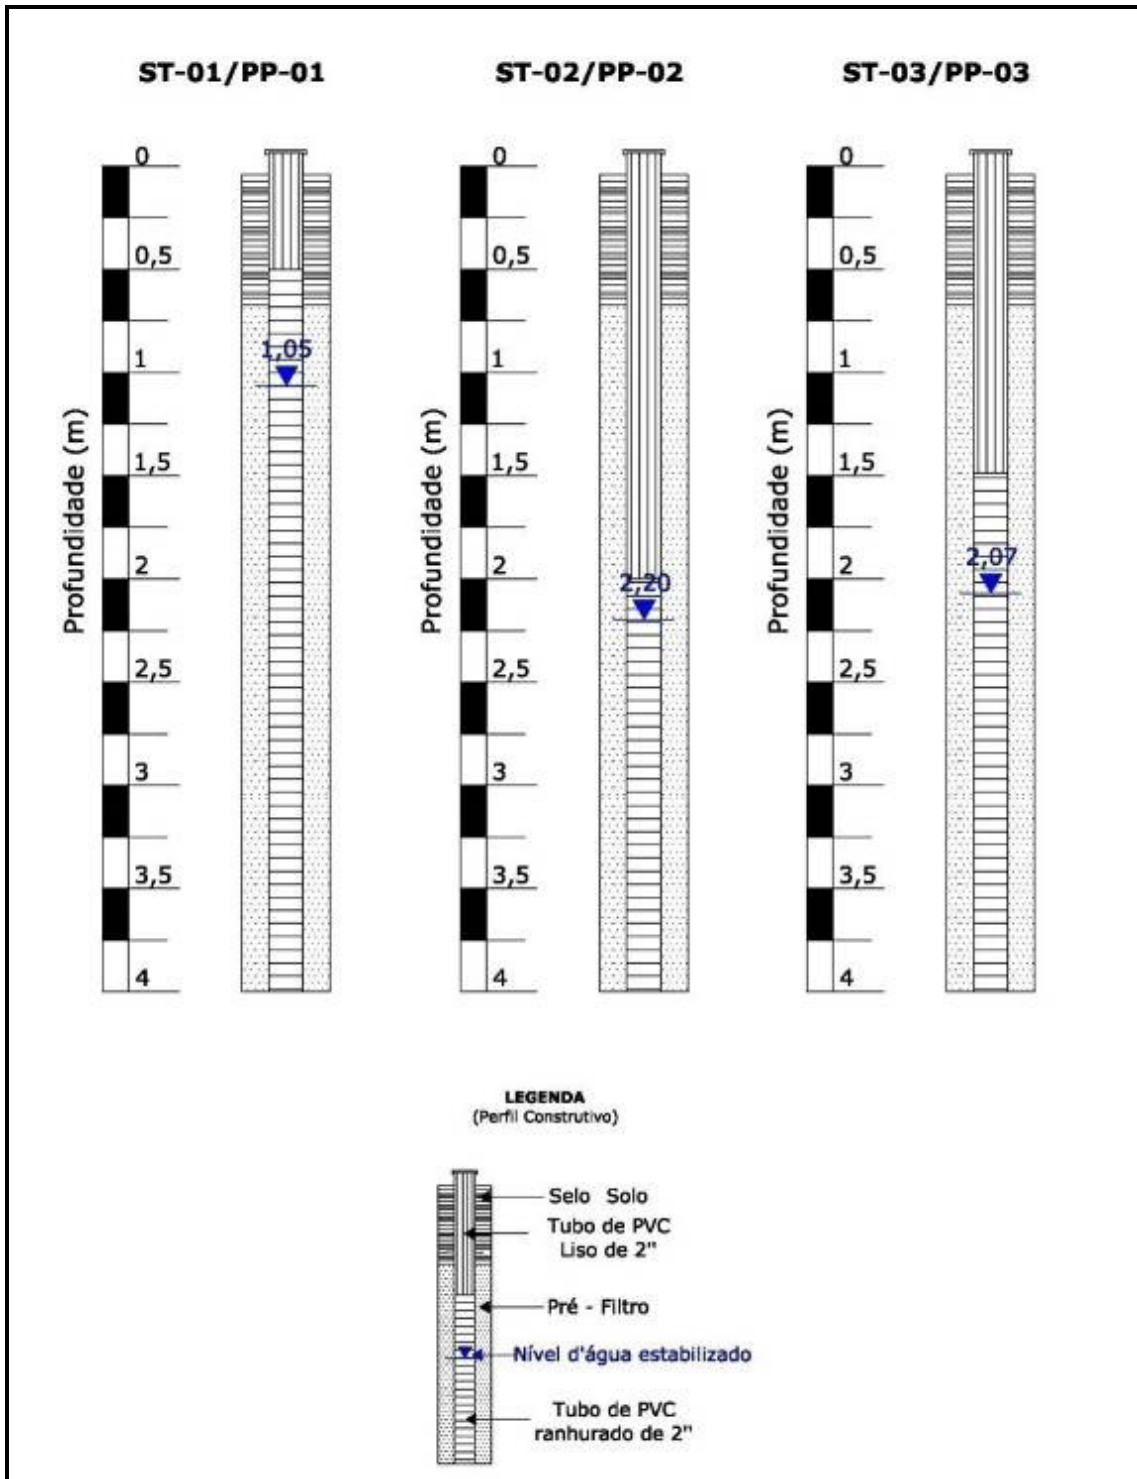 ST-01/PP-01
ST-02/PP-02
ST-03/PP-03
Profundidade (m)
0
0,5
1
1,5
2
2,5
3
3,5
4
1,05
Profundidade (m)
0
0,5
1
1,5
2
2,5
3
3,5
4
2,20
Profundidade (m)
0
0,5
1
1,5
2
2,5
3
3,5
4
2,07
LEGENDA
(Perfil Construtivo)
Selo Solo
Tubo de PVC
Liso de 2"
Pré - Filtro
Nível d'água estabilizado
Tubo de PVC
ranhurado de 2"